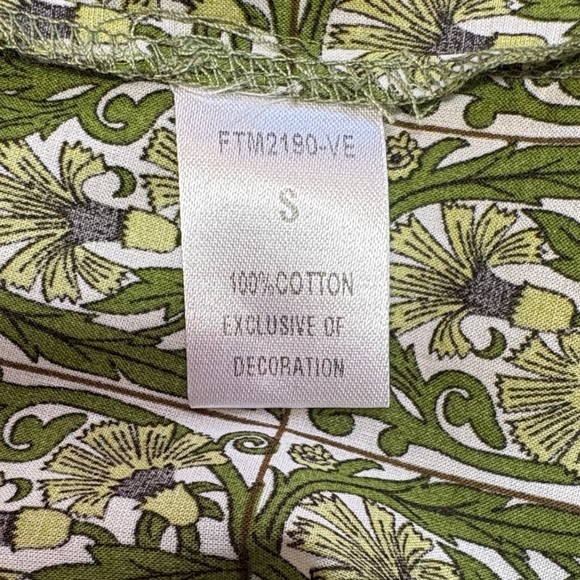 FTM2190-VE
S
100%COTTON
EXCLUSIVE OF
DECORATION